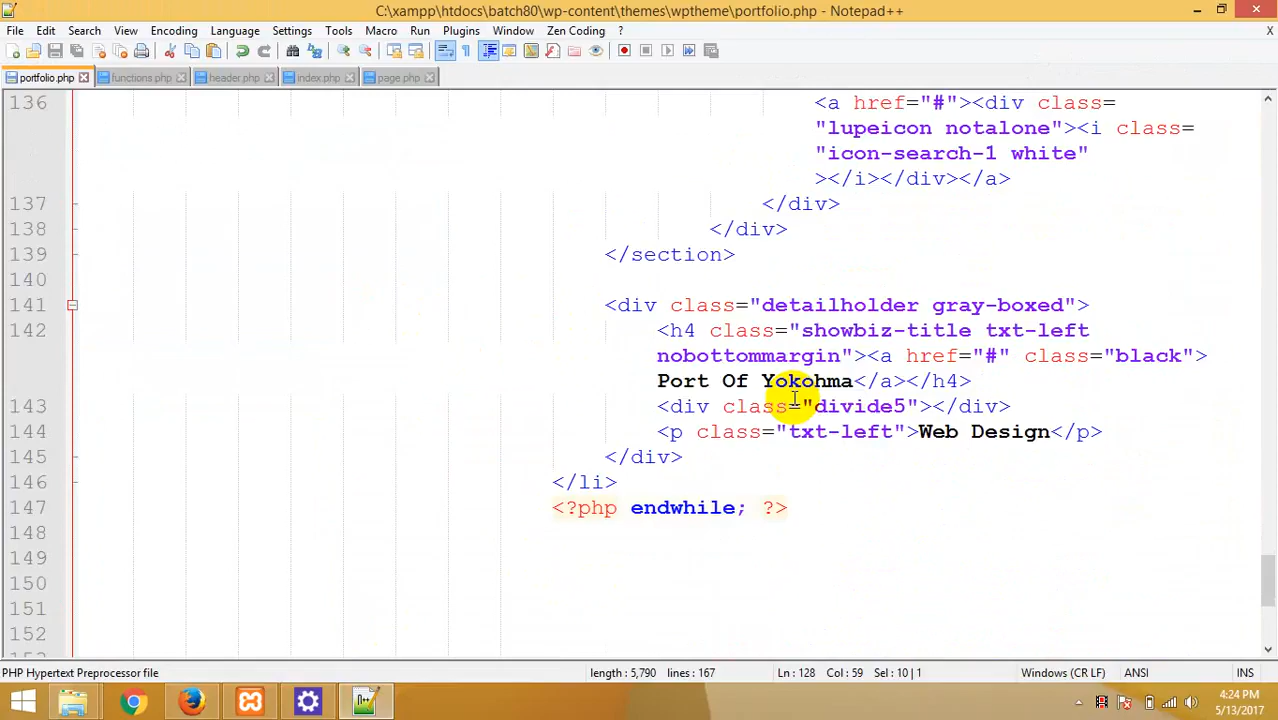 C:\xampp\htdocs\batch80\wp-content\themes\wptheme\portfolio.php - Notepad++
File Edit Search View Encoding Language Settings Tools Macro Run Plugins Window Zen Coding ? X
portfolio.php functions.php header.php index.php page.php
136 <a href="#"><div class=
"lupeicon notalone"><i class=
"icon-search-1 white"
></i></div></a>
137 </div>
138 </div>
139 </section>
140
141 <div class="detailholder gray-boxed">
142 <h4 class="showbiz-title txt-left
nobottommargin"><a href="#" class="black">
Port Of Yokohma</a></h4>
143 <div class="divide5"></div>
144 <p class="txt-left">Web Design</p>
145 </div>
146 </li>
147 <?php endwhile; ?>
148
149
150
151
152
PHP Hypertext Preprocessor file length : 5,790 lines : 167 Ln : 128 Col : 59 Sel : 10 | 1 Windows (CR LF) ANSI INS
4:24 PM
5/13/2017